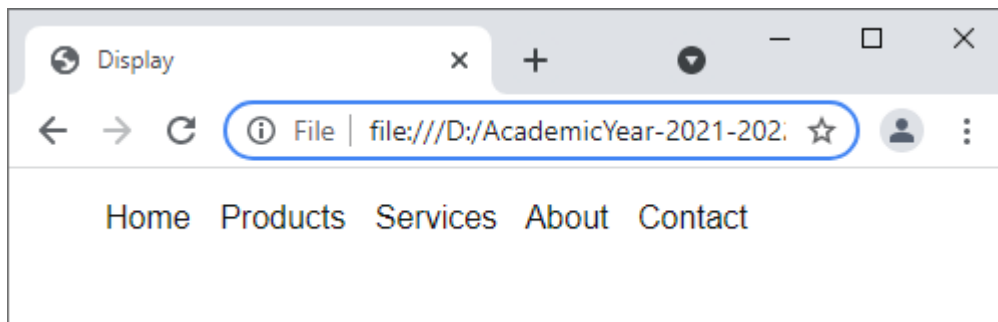 Display
File file:///D:/AcademicYear-2021-202
Home Products Services About Contact